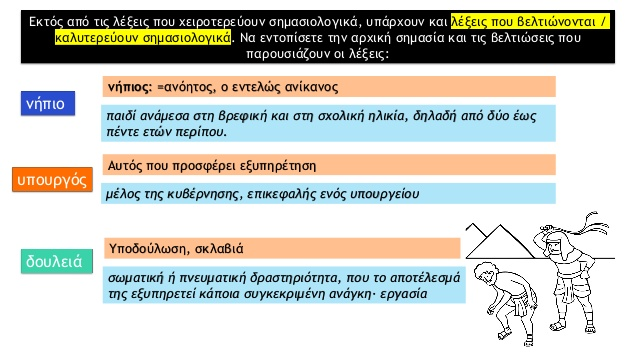 Εκτός από τις λέξεις που χειροτερεύουν σημασιολογικά, υπάρχουν και λέξεις που βελτιώνονται /
καλυτερεύουν σημασιολογικά. Να εντοπίσετε την αρχική σημασία και τις βελτιώσεις που
παρουσιάζουν οι λέξεις:
νήπιο
νήπιος: =ανόητος, ο εντελώς ανίκανος
παιδί ανάμεσα στη βρεφική και στη σχολική ηλικία, δηλαδή από δύο έως
πέντε ετών περίπου.
υπουργός
Αυτός που προσφέρει εξυπηρέτηση
μέλος της κυβέρνησης, επικεφαλής ενός υπουργείου
δουλειά
Υποδούλωση, σκλαβιά
σωματική ή πνευματική δραστηριότητα, που το αποτέλεσμά
της εξυπηρετεί κάποια συγκεκριμένη ανάγκη· εργασία